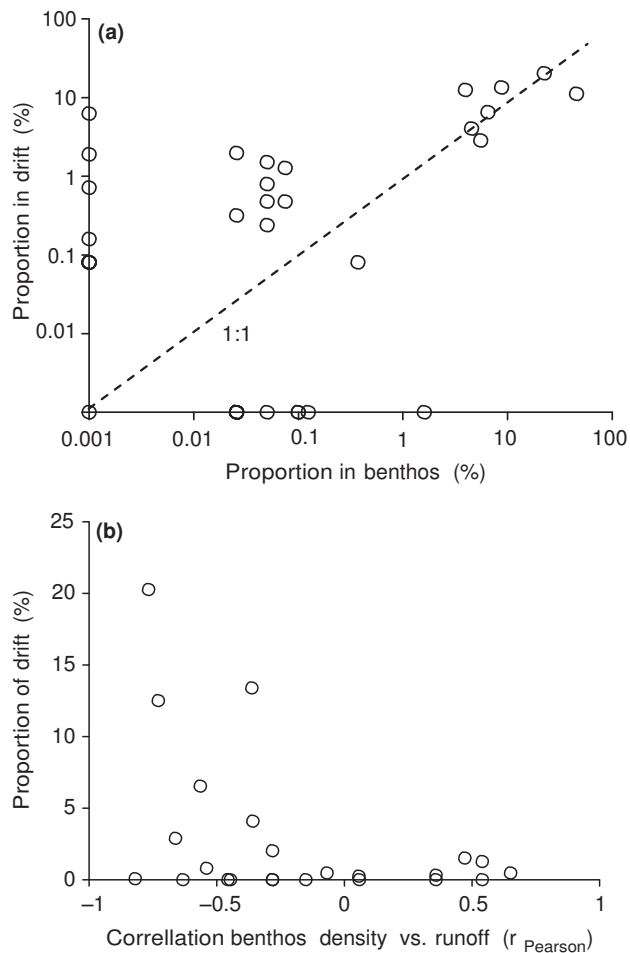 (a)
100
10
1
0.1
0.01
Proportion in drift (%)
1:1
0.001 0.01 0.1 1 10 100
Proportion in benthos (%)
(b)
25
20
15
10
5
0
Proportion of drift (%)
−1 −0.5 0 0.5 1
Correllation benthos density vs. runoff (r Pearson)